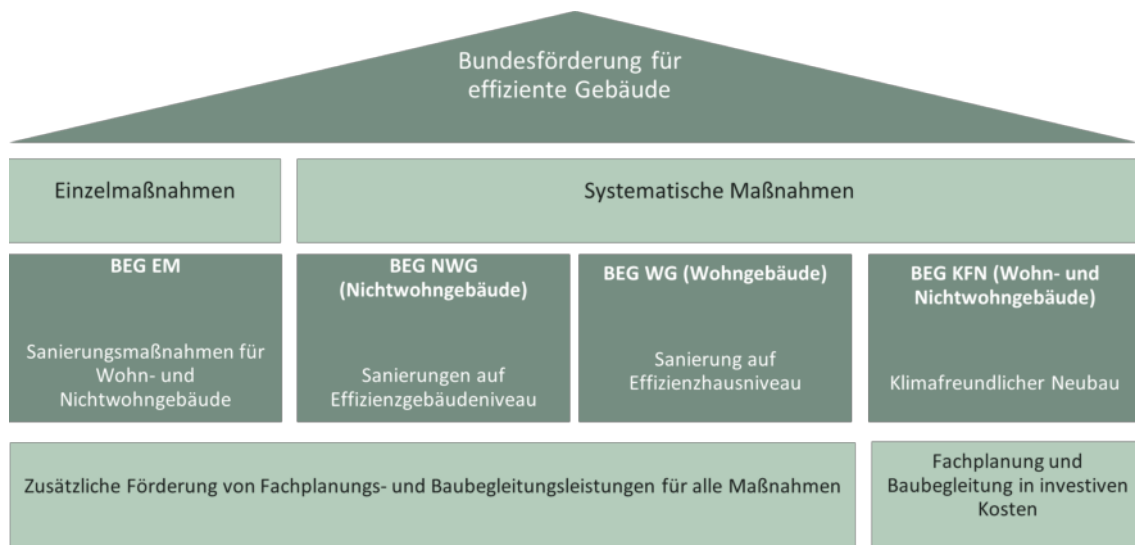 Bundesförderung für
effiziente Gebäude
Einzelmaßnahmen
Systematische Maßnahmen
BEG EM
Sanierungsmaßnahmen für
Wohn- und
Nichtwohngebäude
BEG NWG
(Nichtwohngebäude)
Sanierungen auf
Effizienzgebäudeniveau
BEG WG (Wohngebäude)
Sanierung auf
Effizienzhausniveau
BEG KFN (Wohn- und
Nichtwohngebäude)
Klimafreundlicher Neubau
Zusätzliche Förderung von Fachplanungs- und Baubegleitungsleistungen für alle Maßnahmen
Fachplanung und
Baubegleitung in investiven
Kosten